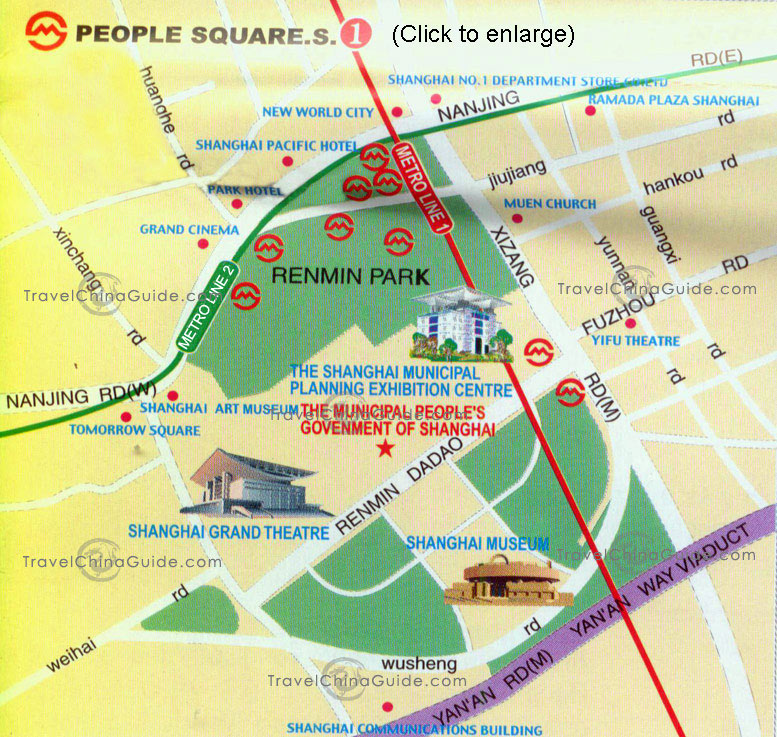 PEOPLE SQUARE.S. 1 (Click to enlarge)
RD(E)
SHANGHAI NO.1 DEPARTMENT STORE
NANJING
RAMADA PLAZA SHANGHAI
NEW WORLD CITY
rd
huanghe
rd
SHANGHAI PACIFIC HOTEL
METRO LINE 1
jiujiang
hankou rd
PARK HOTEL
MUEN CHURCH
guangxi
rd
GRAND CINEMA
xinchang
rd
XIZANG
yunnan
rd
RENMIN PARK
RD
FUZHOU
TravelChinaGuide.com
TravelChinaGuide.com
METRO LINE 2
YIFU THEATRE
THE SHANGHAI MUNICIPAL
PLANNING EXHIBITION CENTRE
RD(M)
NANJING RD(W)
SHANGHAI ART MUSEUM
THE MUNICIPAL PEOPLE'S
GOVENMENT OF SHANGHAI
TravelChinaGuide.com
TOMORROW SQUARE
RENMIN DADAO
SHANGHAI GRAND THEATRE
SHANGHAI MUSEUM
TravelChinaGuide.com
TravelChinaGuide.com
YAN'AN WAY VIADUCT
weihai
rd
wusheng
rd
YAN'AN RD(M)
TravelChinaGuide.com
SHANGHAI COMMUNICATIONS BUILDING